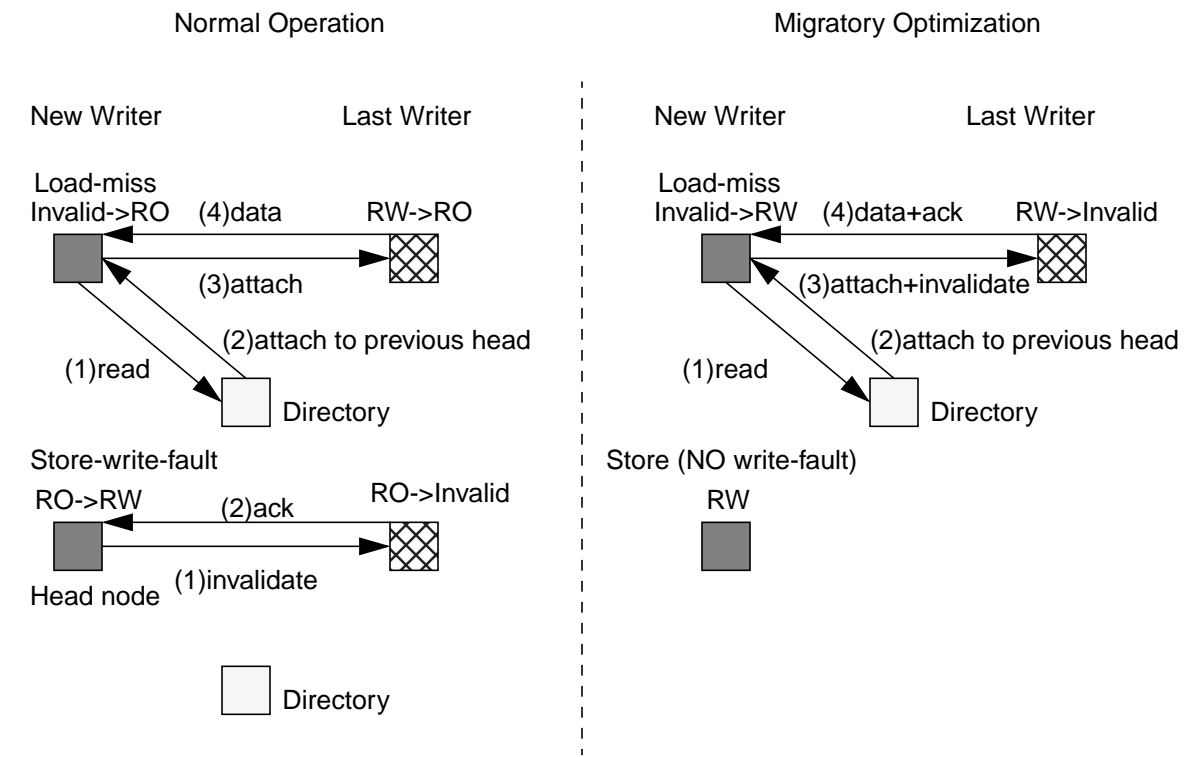 Normal Operation
New Writer
Last Writer
Load-miss
Invalid->RO
(4)data
RW->RO
(3)attach
(2)attach to previous head
(1)read
Directory
Store-write-fault
RO->RW
(2)ack
RO->Invalid
(1)invalidate
Head node
Directory
Migratory Optimization
New Writer
Last Writer
Load-miss
Invalid->RW
(4)data+ack
RW->Invalid
(3)attach+invalidate
(2)attach to previous head
(1)read
Directory
Store (NO write-fault)
RW